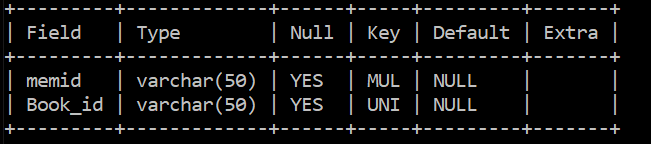 +---------+-------------+------+-----+---------+-------+
| Field   | Type        | Null | Key | Default | Extra |
+---------+-------------+------+-----+---------+-------+
| memid   | varchar(50) | YES  | MUL | NULL    |       |
| Book_id | varchar(50) | YES  | UNI | NULL    |       |
+---------+-------------+------+-----+---------+-------+